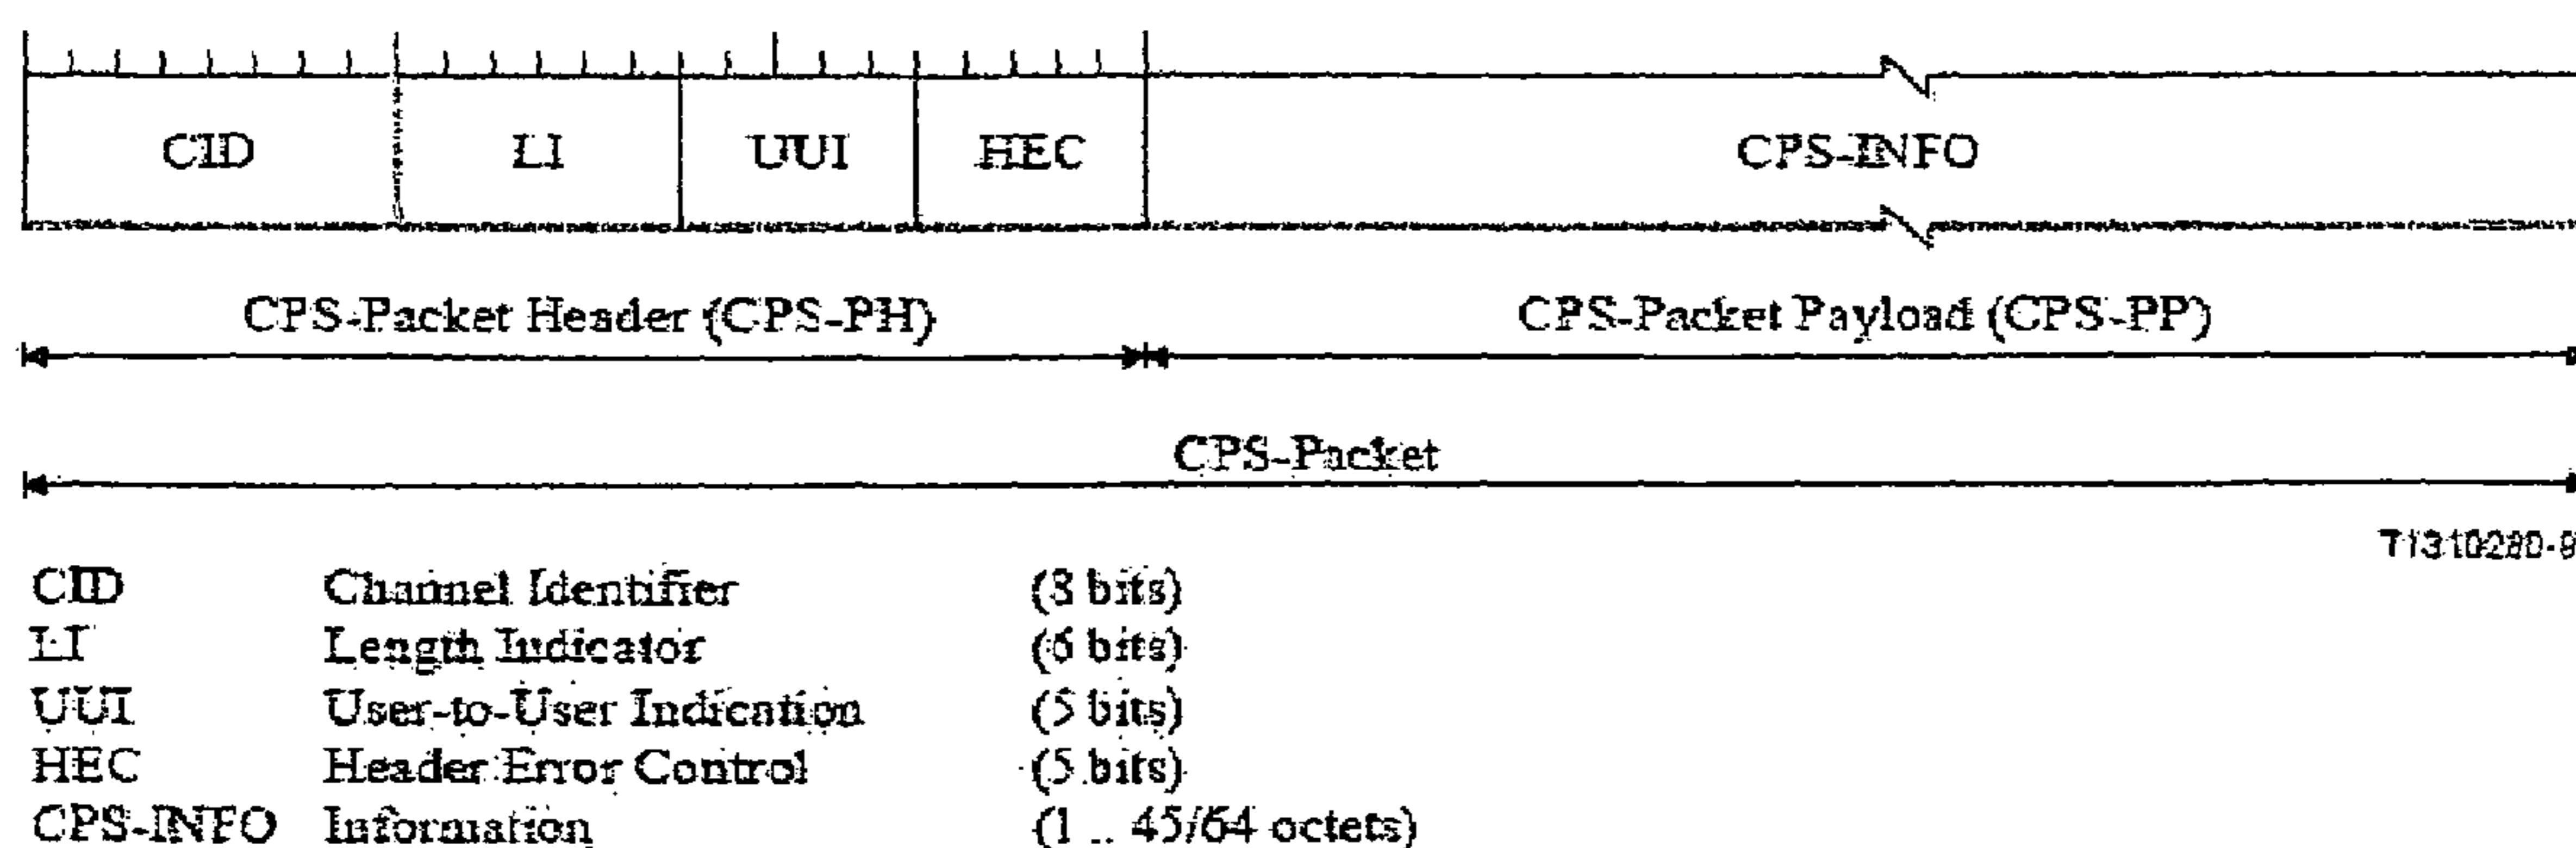 CID LI UUI HEC CPS-INFO
CPS-Packet Header (CPS-PH) CPS-Packet Payload (CPS-PP)
CPS-Packet
CID Channel Identifier (8 bits)
LI Length Indicator (6 bits)
UUI User-to-User Indication (5 bits)
HEC Header Error Control (5 bits)
CPS-INFO Information (1 .. 45/64 octets)